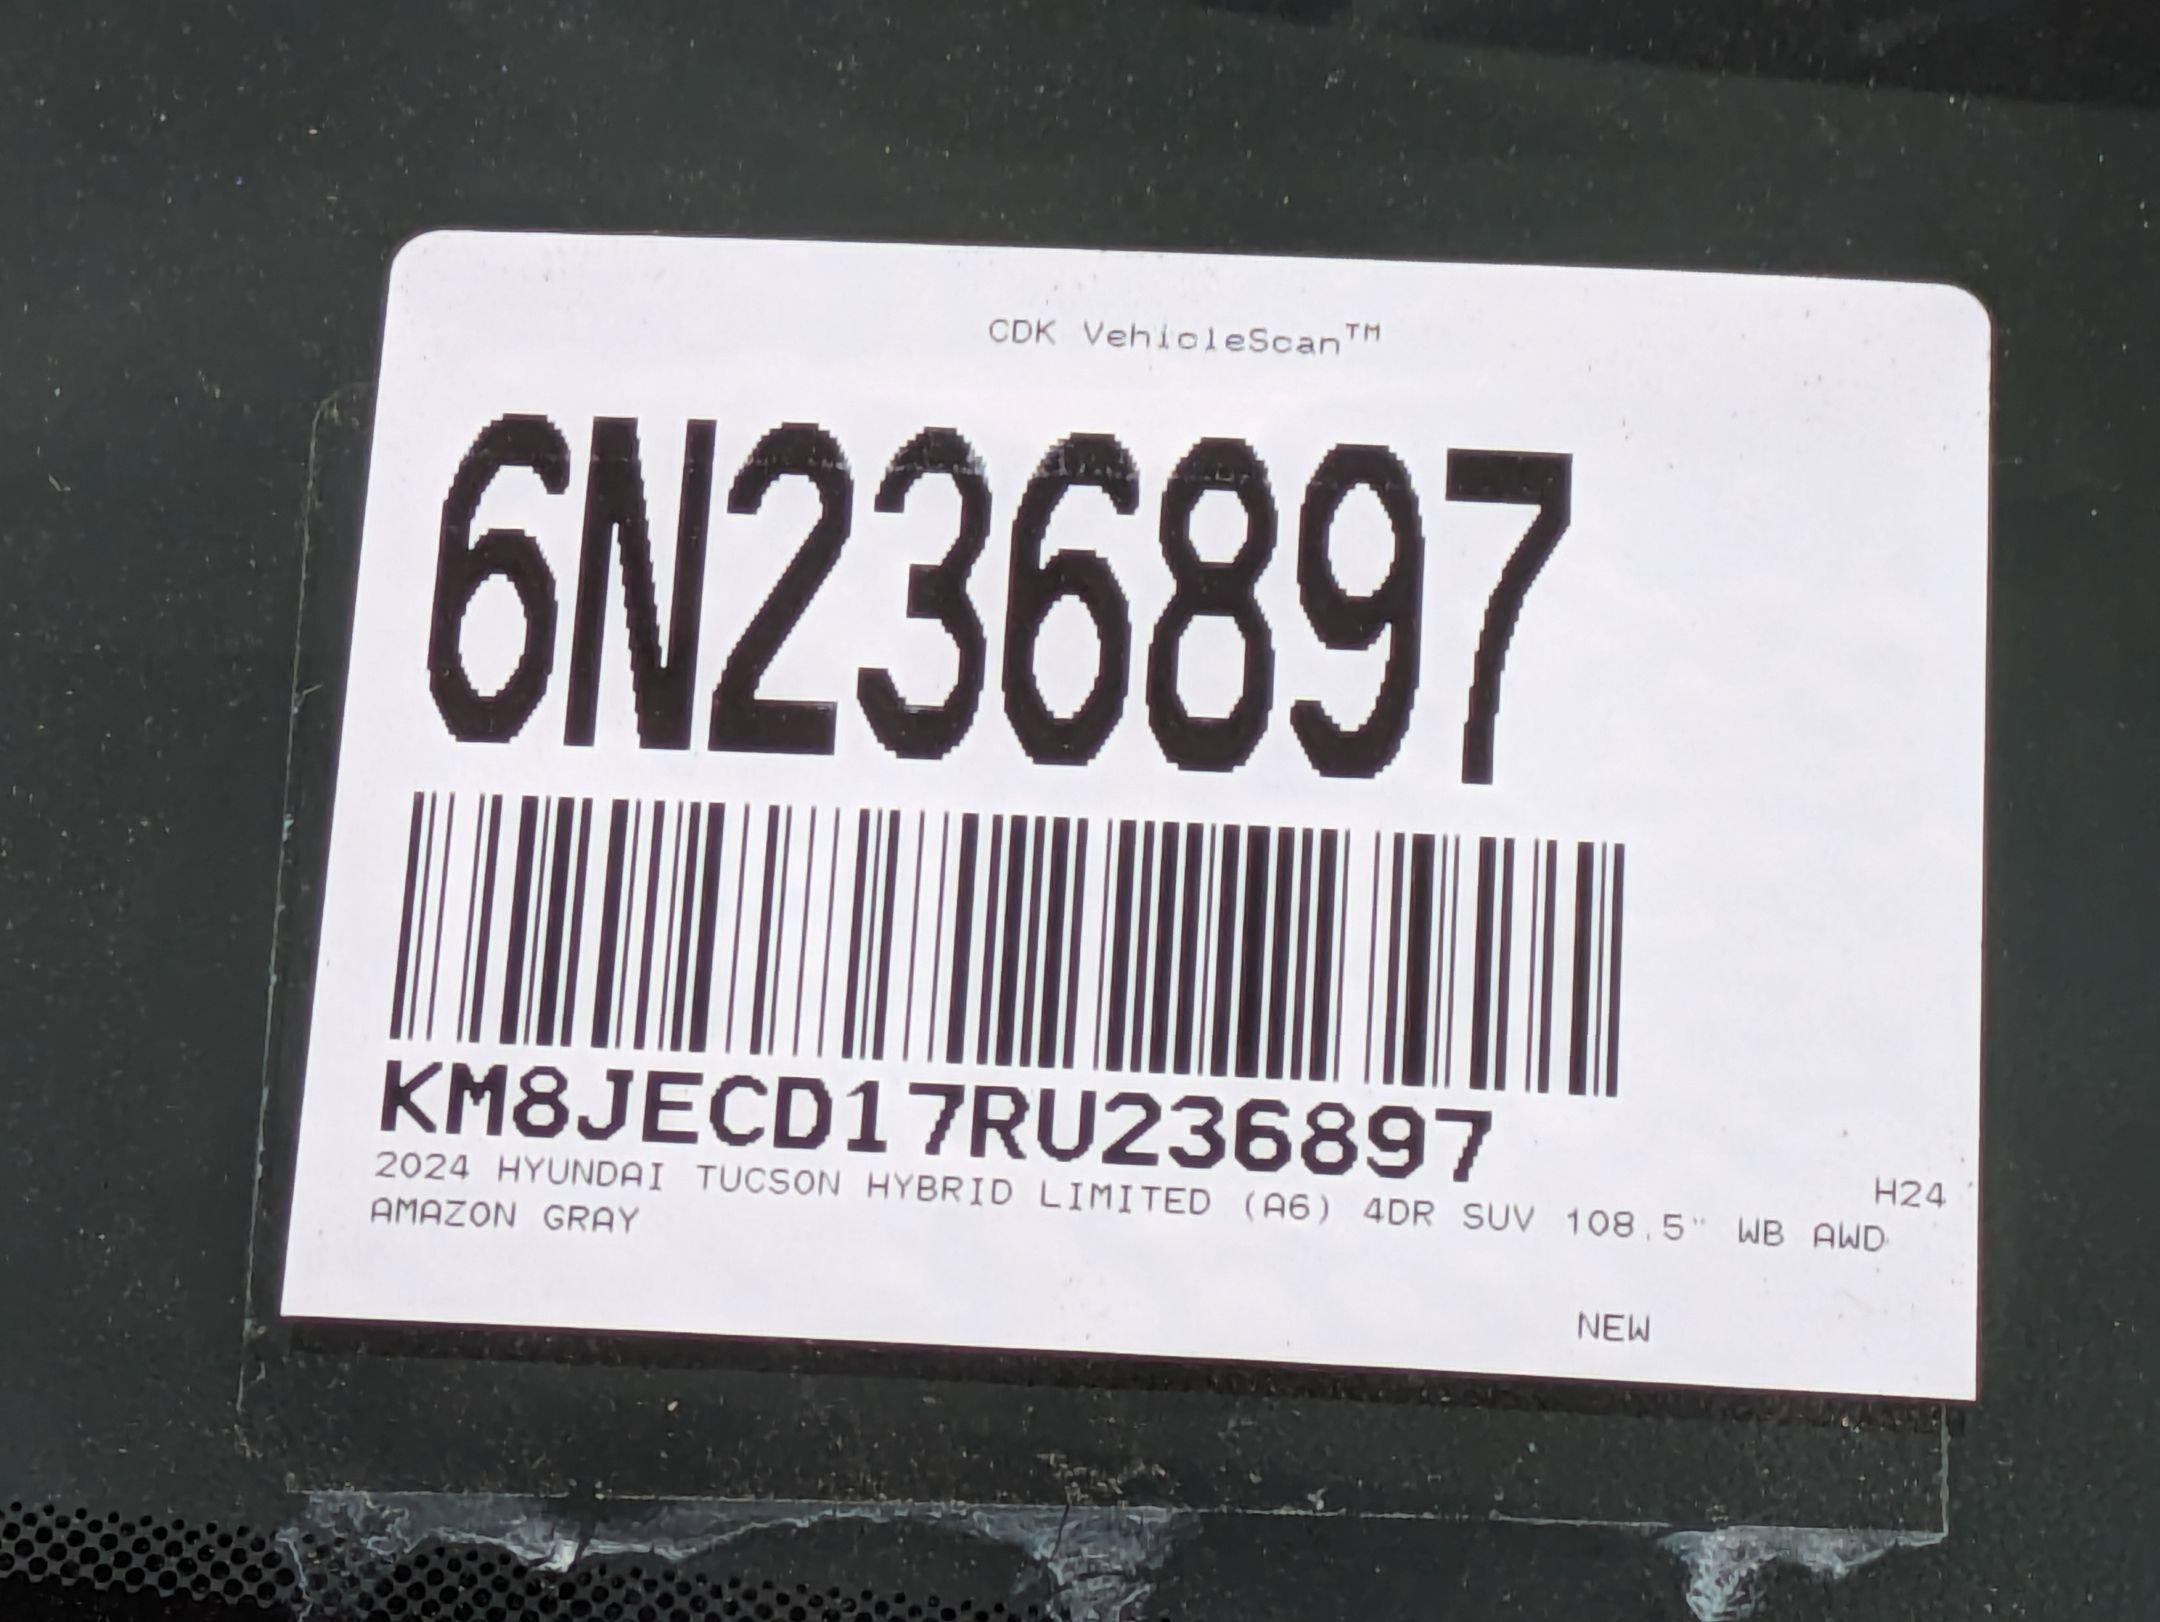 CDK VehicleScan™
6N236897
KM8JECD17RU236897
H24
2024 HYUNDAI TUCSON HYBRID LIMITED (A6) 4DR SUV 108.5" WB AWD
AMAZON GRAY
NEW